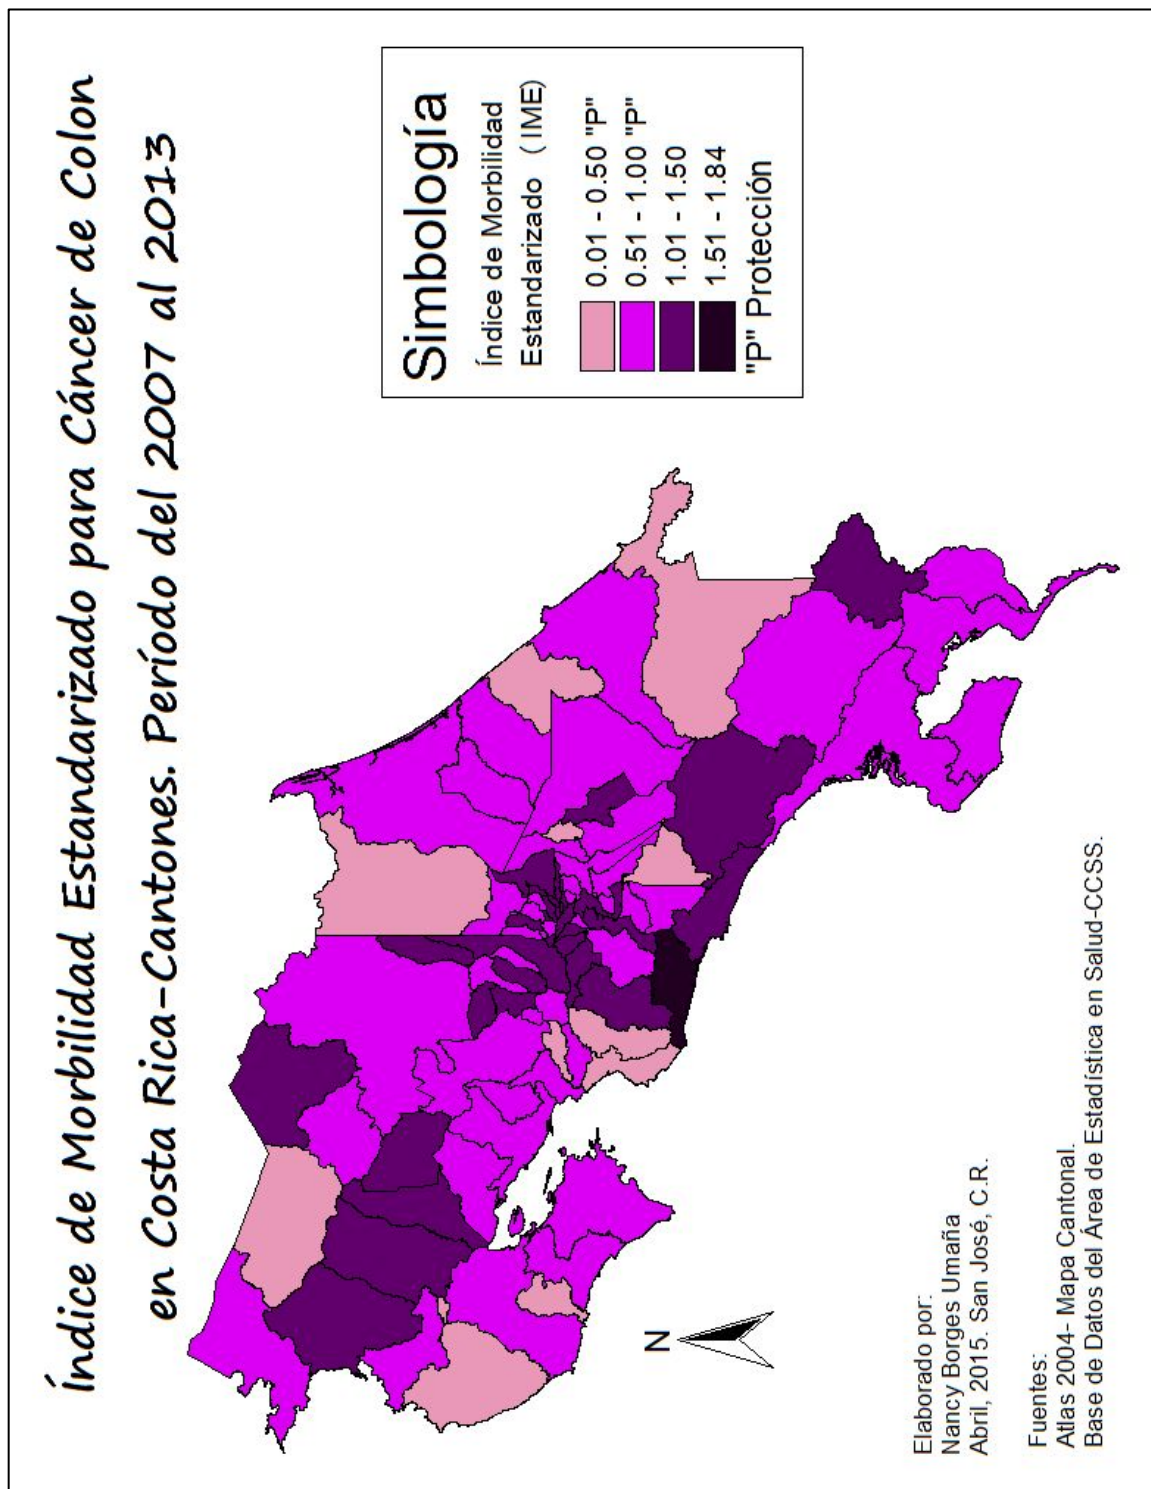 Índice de Morbilidad Estandarizado para Cáncer de Colon
en Costa Rica-Cantones. Período del 2007 al 2013
Simbología
Índice de Morbilidad
Estandarizado (IME)
0.01 - 0.50 "P"
0.51 - 1.00 "P"
1.01 - 1.50
1.51 - 1.84
"P" Protección
N
Elaborado por:
Nancy Borges Umaña
Abril, 2015. San José, C.R.
Fuentes:
Atlas 2004- Mapa Cantonal.
Base de Datos del Área de Estadística en Salud-CCSS.